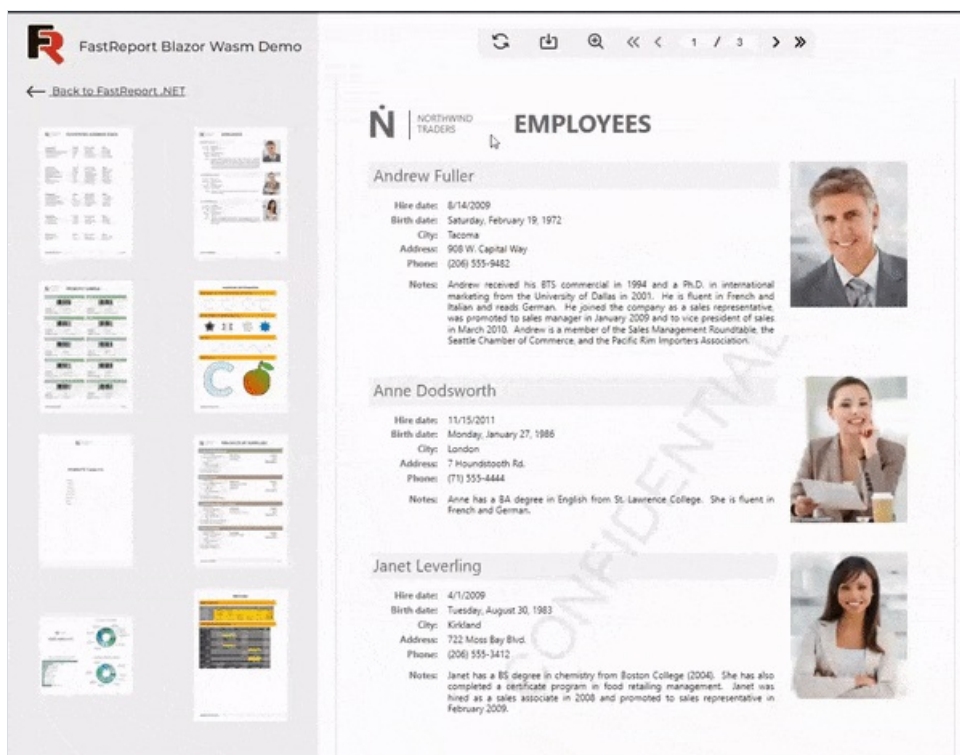 FastReport Blazor Wasm Demo
Back to FastReport .NET
1 / 3
N
NORTHWIND
TRADERS
EMPLOYEES
Andrew Fuller
Hire date: 8/14/2009
Birth date: Saturday, February 19, 1972
City: Tacoma
Address: 908 W. Capital Way
Phone: (206) 555-9482
Notes: Andrew received his BTS commercial in 1994 and a Ph.D. in international
marketing from the University of Dallas in 2001. He is fluent in French and
Italian and reads German. He joined the company as a sales representative,
was promoted to sales manager in January 2009 and to vice president of sales
in March 2010. Andrew is a member of the Sales Management Roundtable, the
Seattle Chamber of Commerce, and the Pacific Rim Importers Association.
Anne Dodsworth
Hire date: 11/15/2011
Birth date: Monday, January 27, 1986
City: London
Address: 7 Houndstooth Rd.
Phone: (71) 555-4444
Notes: Anne has a BA degree in English from St. Lawrence College. She is fluent in
French and German.
Janet Leverling
Hire date: 4/1/2009
Birth date: Tuesday, August 30, 1983
City: Kirkland
Address: 722 Moss Bay Blvd.
Phone: (206) 555-3412
Notes: Janet has a BS degree in chemistry from Boston College (2004). She has also
completed a certificate program in food retailing management. Janet was
hired as a sales associate in 2008 and promoted to sales representative in
February 2009.
CONFIDENTIAL